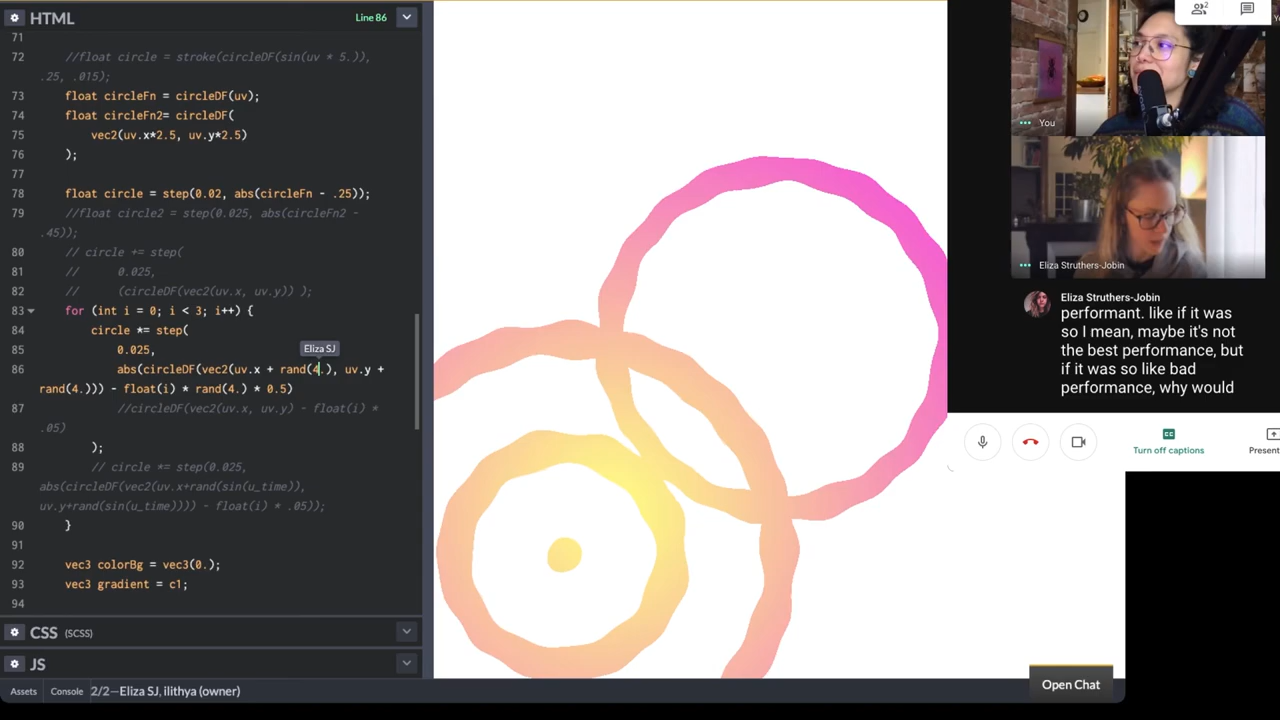 HTML
Line 86
71
72 //float circle = stroke(circleDF(sin(uv * 5.)),
.25, .015);
73 float circleFn = circleDF(uv);
74 float circleFn2= circleDF(
75 vec2(uv.x*2.5, uv.y*2.5)
76 );
77
78 float circle = step(0.02, abs(circleFn - .25));
79 //float circle2 = step(0.025, abs(circleFn2 -
.45));
80 // circle += step(
81 // 0.025,
82 // (circleDF(vec2(uv.x, uv.y)) );
83 for (int i = 0; i < 3; i++) {
84 circle *= step(
85 0.025,
Eliza SJ
86 abs(circleDF(vec2(uv.x + rand(4.), uv.y +
rand(4.))) - float(i) * rand(4.) * 0.5)
87 //circleDF(vec2(uv.x, uv.y) - float(i) *
.05)
88 );
89 // circle *= step(0.025,
abs(circleDF(vec2(uv.x+rand(sin(u_time)),
uv.y+rand(sin(u_time)))) - float(i) * .05));
90 }
91
92 vec3 colorBg = vec3(0.);
93 vec3 gradient = c1;
94
CSS (SCSS)
JS
Assets Console 2/2—Eliza SJ, ilithya (owner)
Open Chat
2
You
Eliza Struthers-Jobin
Eliza Struthers-Jobin
performant. like if it was
so I mean, maybe it's not
the best performance, but
if it was so like bad
performance, why would
Turn off captions
Present